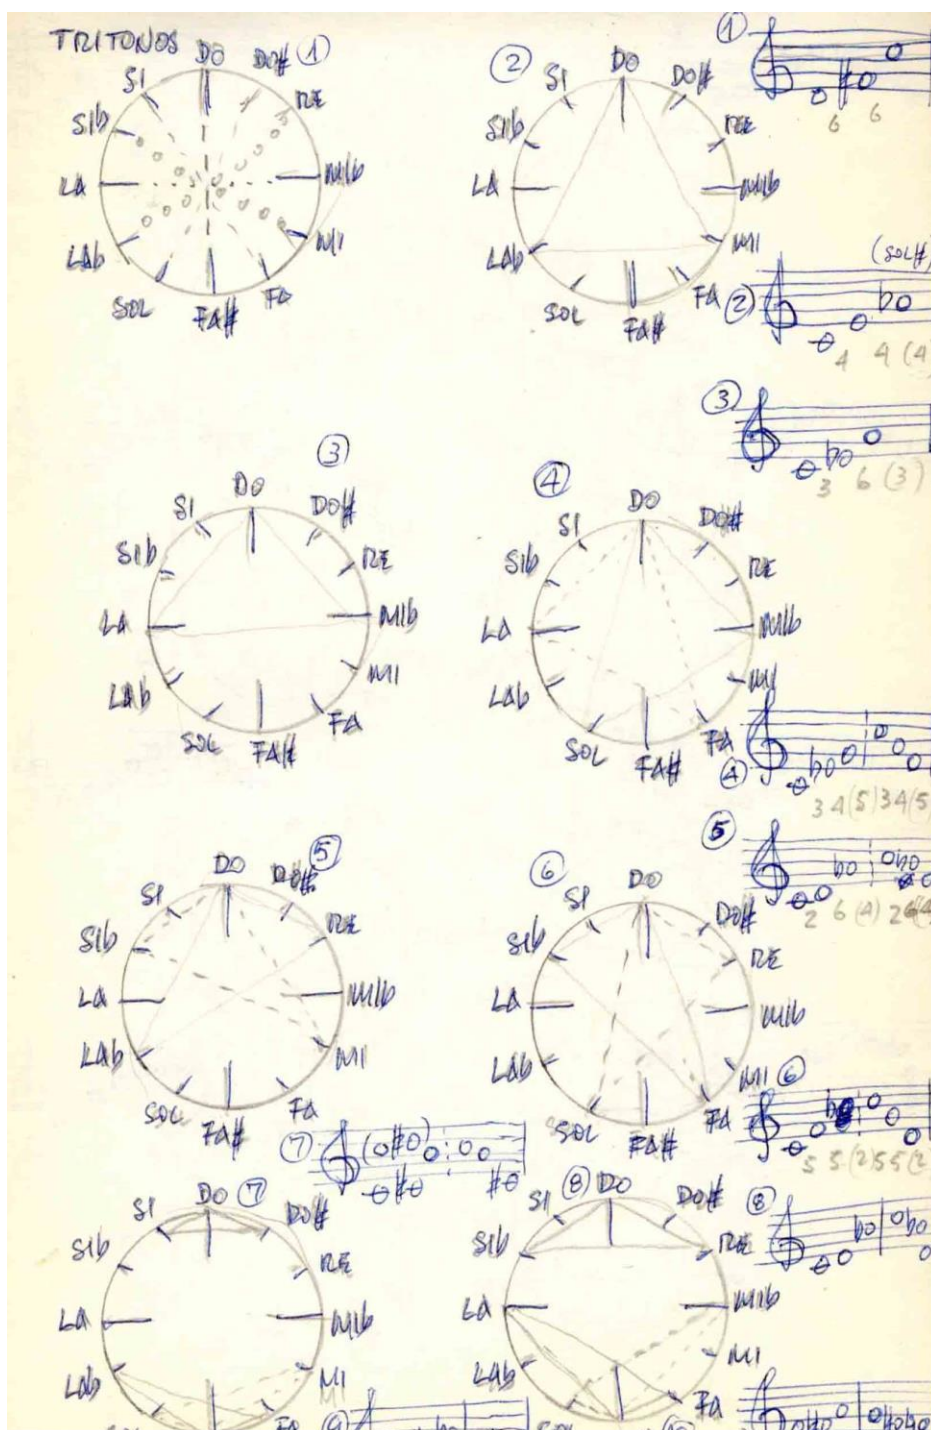 TRITONOS
DO DO# ①
SI RE
SIb
LA MIb
LAb MI
SOL FA
FA#
② DO
SI DO#
SIb RE
LA MIb
LAb MI
SOL FA
FA#
①
6 6
(SOL#)
②
4 4 (4
③
3 6 (3)
③
DO
SI DO#
SIb RE
LA MIb
LAb MI
SOL FA
FA#
④ DO
SI DO#
SIb RE
LA MIb
LAb MI
SOL FA
FA#
④
3 4 (5) 3 4 (5
⑤
2 6 (4)
DO ⑤
SI DO#
SIb RE
LA MIb
LAb MI
SOL FA
FA#
⑥ DO
SI DO#
SIb RE
LA MIb
LAb MI
SOL FA
FA#
⑥
5 5 (2) 5 5 (2
⑦
DO ⑦
SI DO#
SIb RE
LA MIb
LAb MI
⑧ DO
SI DO#
SIb RE
LA MIb
LAb MI
FA
⑧